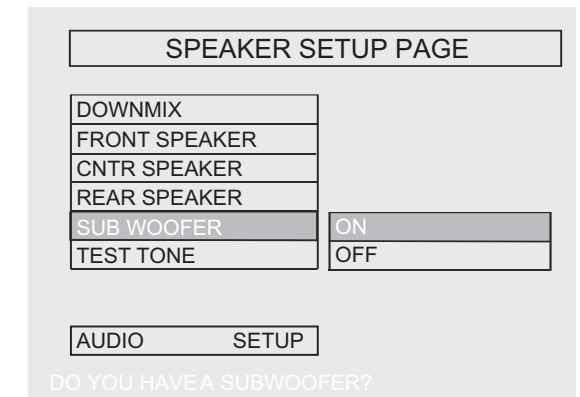 SPEAKER SETUP PAGE
DOWNMIX
FRONT SPEAKER
CNTR SPEAKER
REAR SPEAKER
SUB WOOFER ON
TEST TONE OFF
AUDIO SETUP
DO YOU HAVE A SUBWOOFER?